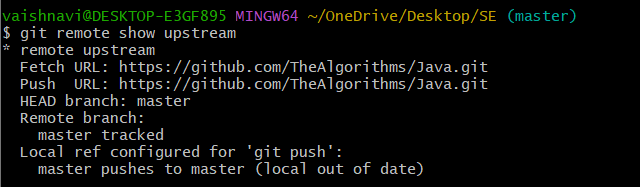 vaishnavi@DESKTOP-E3GF895 MINGW64 ~/OneDrive/Desktop/SE (master)
$ git remote show upstream
* remote upstream
  Fetch URL: https://github.com/TheAlgorithms/Java.git
  Push  URL: https://github.com/TheAlgorithms/Java.git
  HEAD branch: master
  Remote branch:
    master tracked
  Local ref configured for 'git push':
    master pushes to master (local out of date)